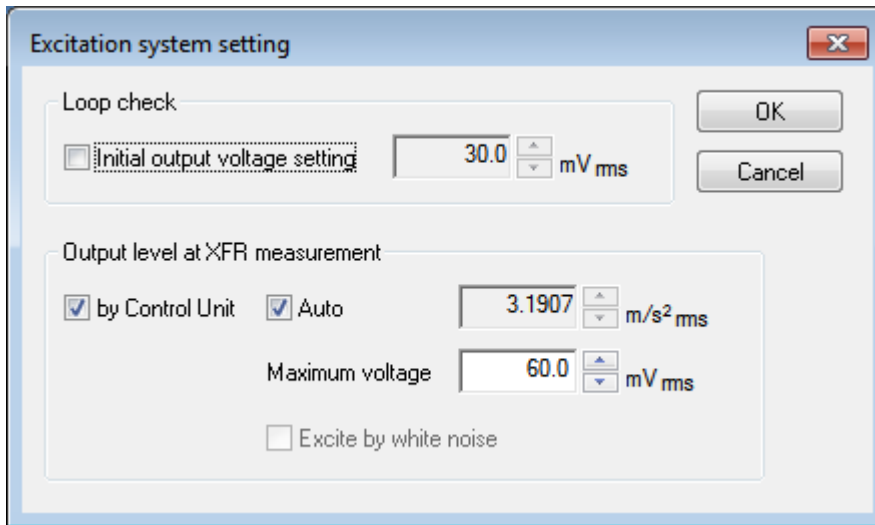 Excitation system setting
Loop check
OK
Initial output voltage setting 30.0 mV rms
Cancel
Output level at XFR measurement
by Control Unit Auto 3.1907 m/s² rms
Maximum voltage 60.0 mV rms
Excite by white noise